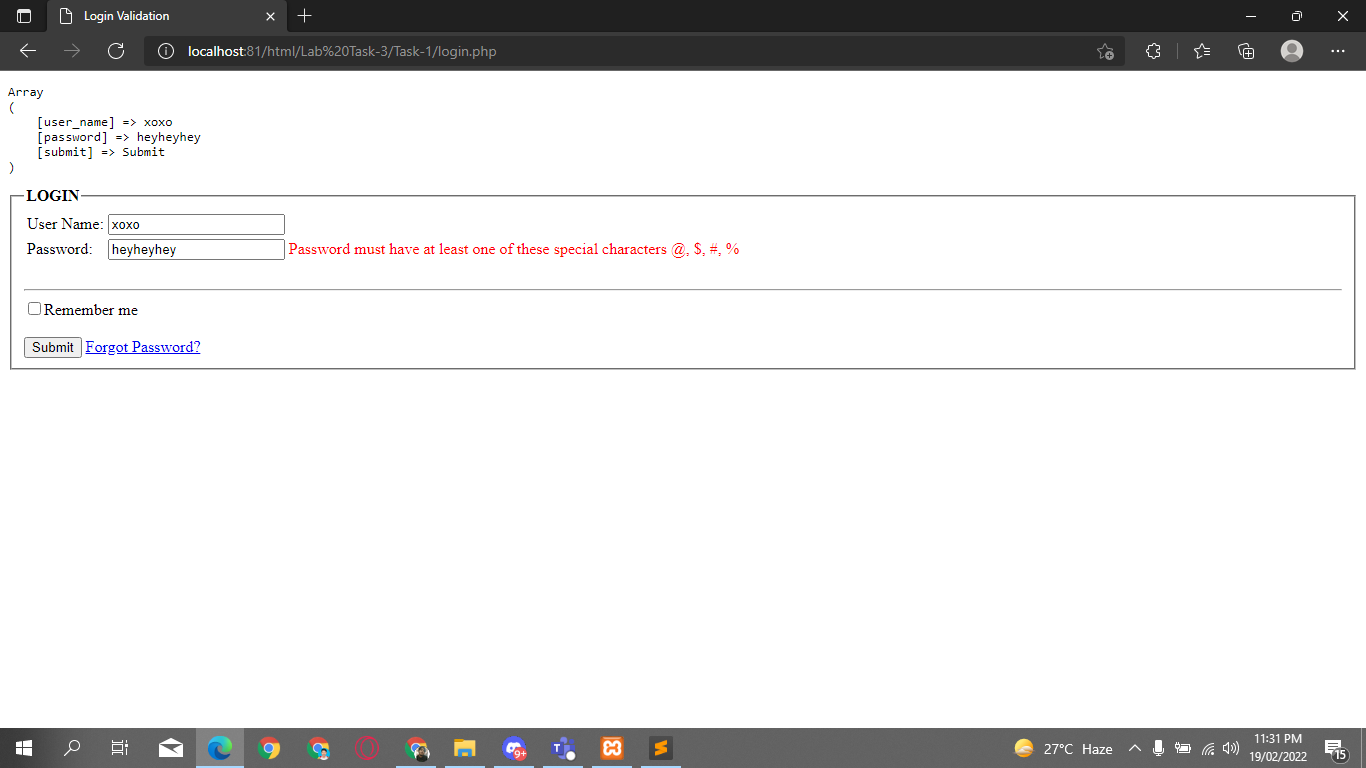 Login Validation
localhost:81/html/Lab%20Task-3/Task-1/login.php
Array
(
[user_name] => xoxo
[password] => heyheyhey
[submit] => Submit
)
LOGIN
User Name: xoxo
Password: heyheyhey Password must have at least one of these special characters @, $, #, %
Remember me
Submit Forgot Password?
9+
27°C Haze
11:31 PM
19/02/2022
15